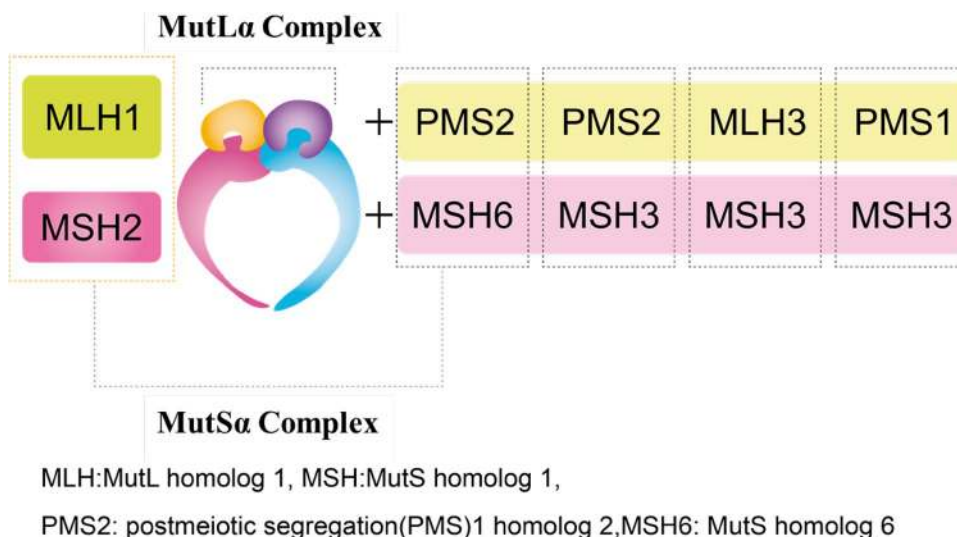 MutLα Complex
MLH1
+ PMS2 PMS2 MLH3 PMS1
MSH2
+ MSH6 MSH3 MSH3 MSH3
MutSα Complex
MLH:MutL homolog 1, MSH:MutS homolog 1,
PMS2: postmeiotic segregation(PMS)1 homolog 2,MSH6: MutS homolog 6